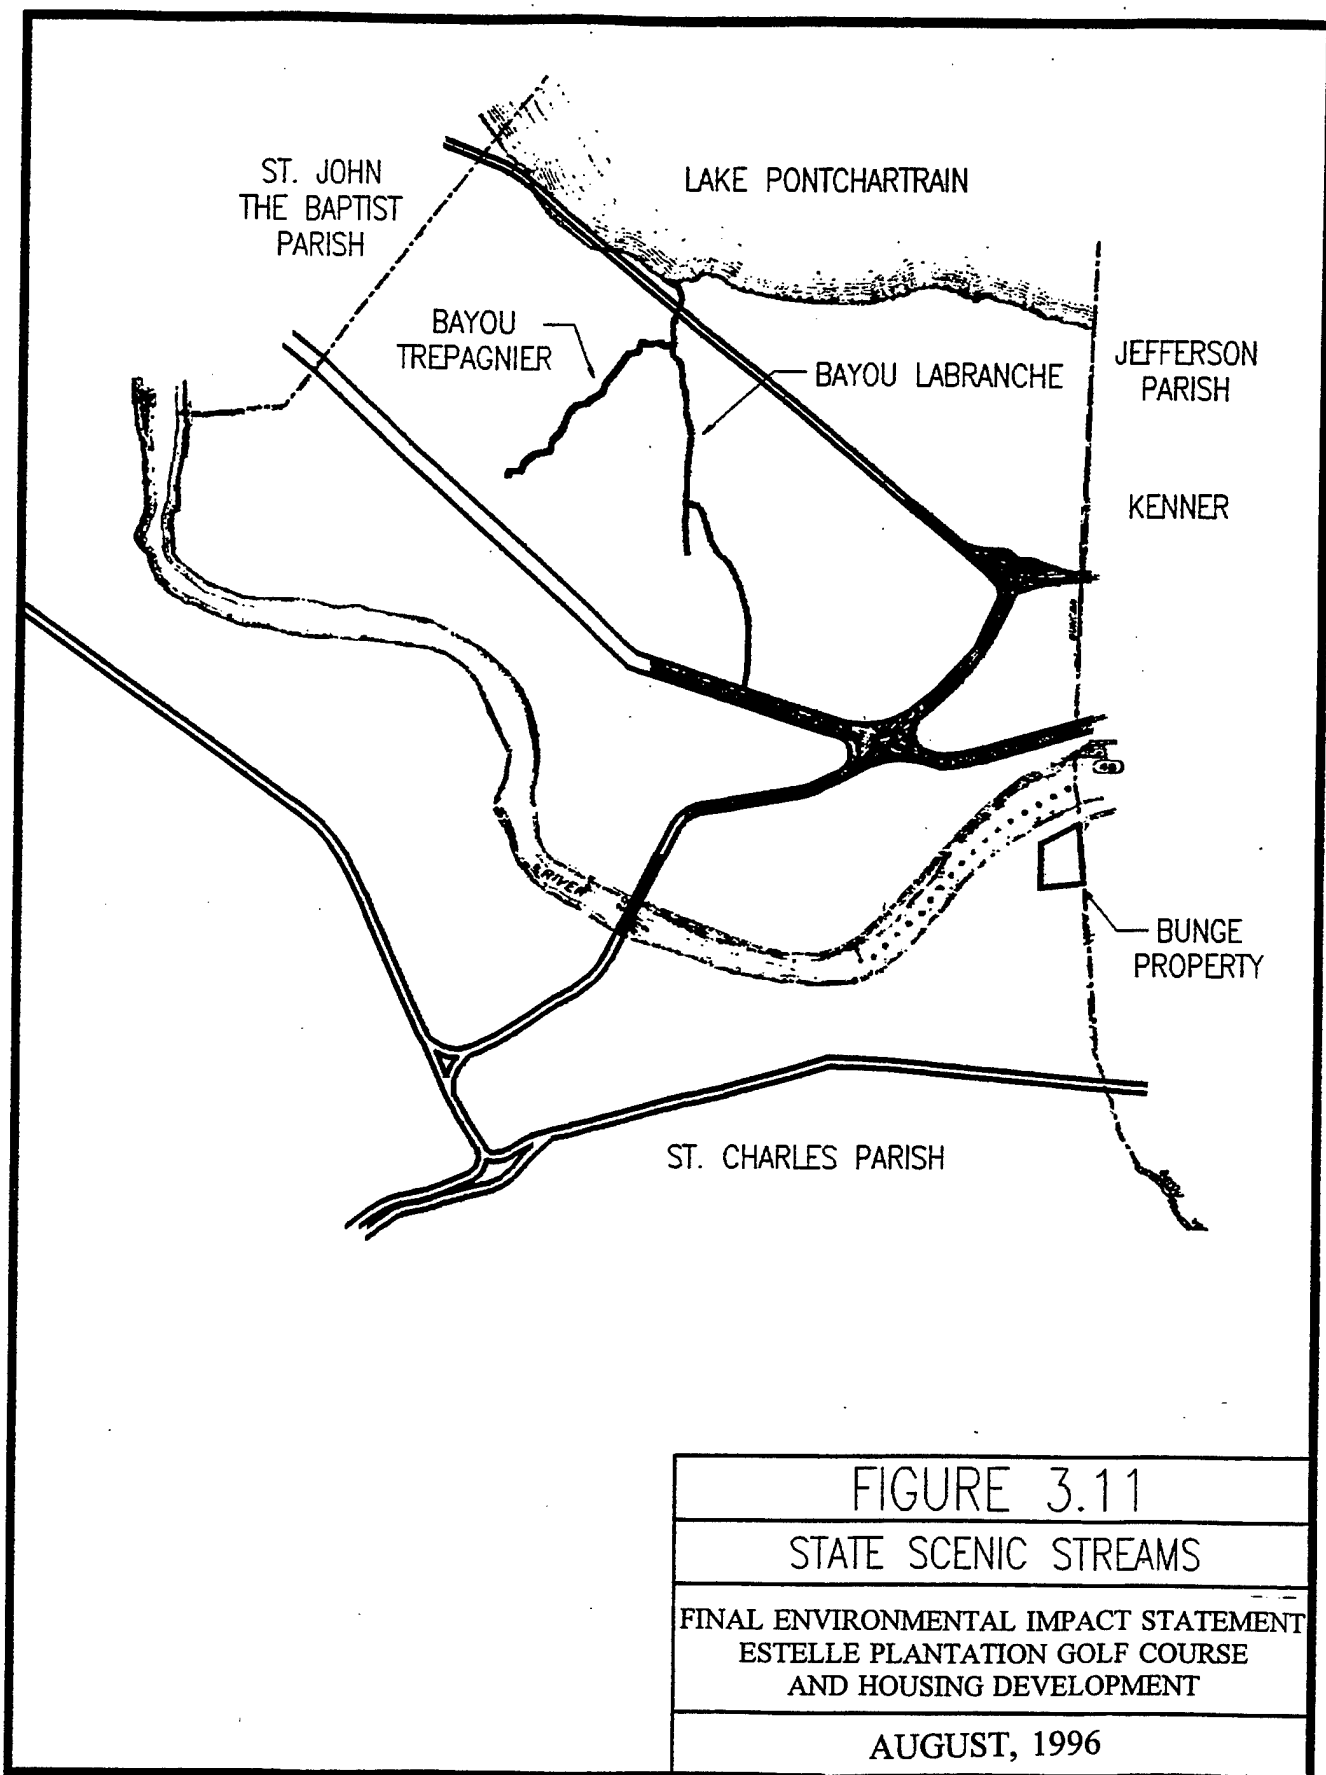 ST. JOHN
THE BAPTIST
PARISH
LAKE PONTCHARTRAIN
BAYOU
TREPAGNIER
BAYOU LABRANCHE
JEFFERSON
PARISH
KENNER
48
RIVER
BUNGE
PROPERTY
ST. CHARLES PARISH
FIGURE 3.11
STATE SCENIC STREAMS
FINAL ENVIRONMENTAL IMPACT STATEMENT
ESTELLE PLANTATION GOLF COURSE
AND HOUSING DEVELOPMENT
AUGUST, 1996